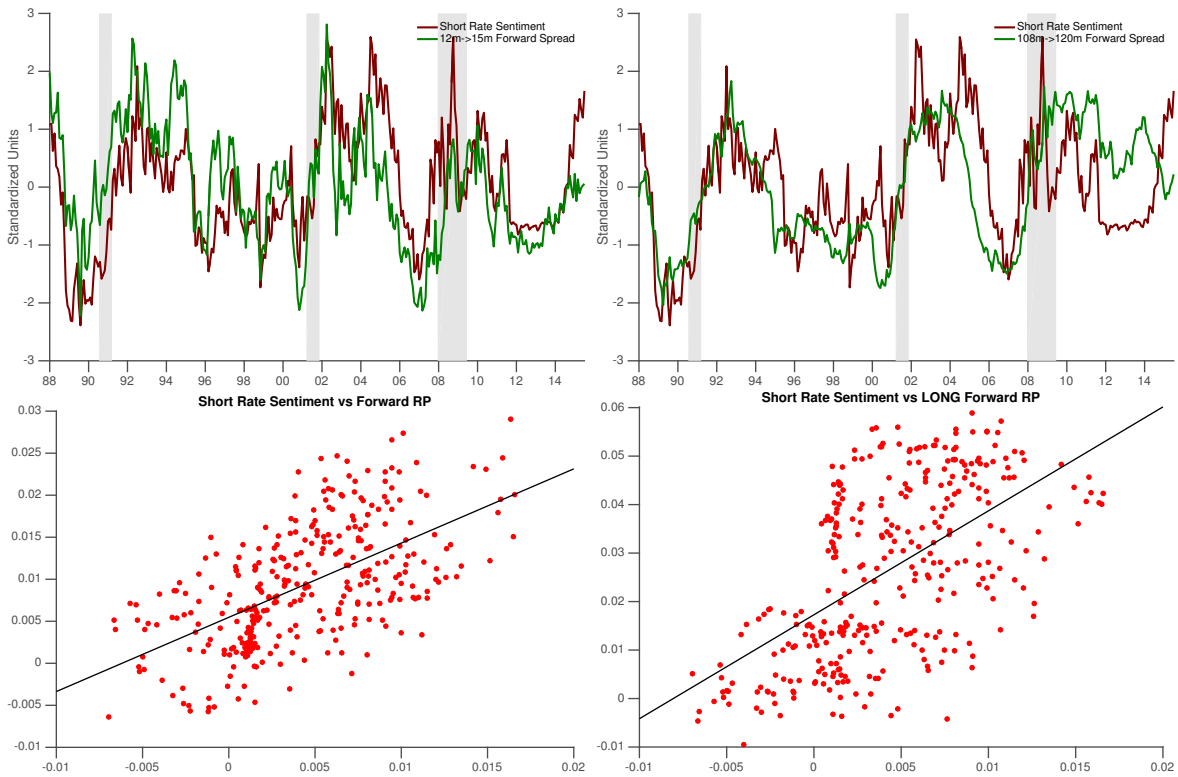 3
2
1
0
-1
-2
-3
Standardized Units
Short Rate Sentiment
12m->15m Forward Spread
88 90 92 94 96 98 00 02 04 06 08 10 12 14
3
2
1
0
-1
-2
-3
Standardized Units
Short Rate Sentiment
108m->120m Forward Spread
88 90 92 94 96 98 00 02 04 06 08 10 12 14
Short Rate Sentiment vs Forward RP
0.03
0.02
0.015
0.01
0.005
0
-0.005
-0.01
-0.01 -0.005 0 0.005 0.01 0.015 0.02
Short Rate Sentiment vs LONG Forward RP
0.06
0.05
0.04
0.03
0.02
0.01
0
-0.01
-0.01 -0.005 0 0.005 0.01 0.015 0.02